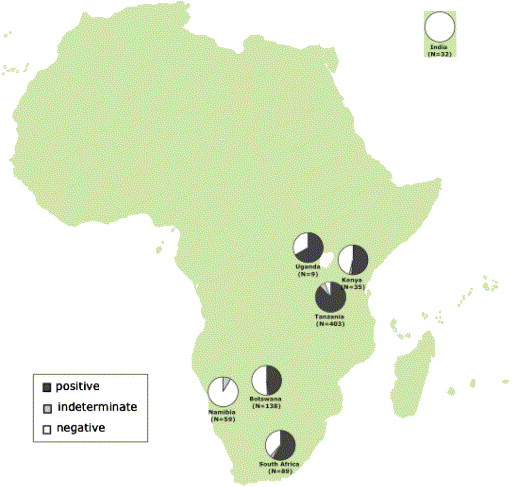 India
(N=32)
Uganda
(N=9)
Kenya
(N=35)
Tanzania
(N=403)
positive
indeterminate
negative
Namibia
(N=59)
Botswana
(N=138)
South Africa
(N=89)